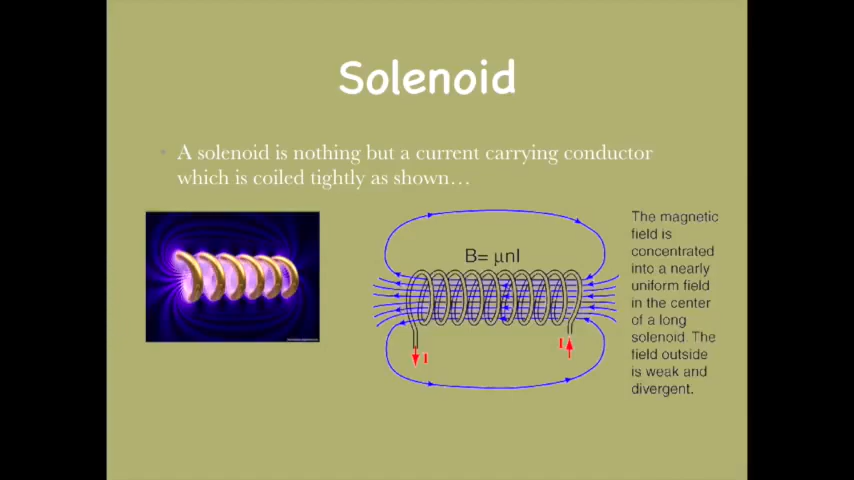 Solenoid
A solenoid is nothing but a current carrying conductor
which is coiled tightly as shown…
B= μnI
I
I
The magnetic
field is
concentrated
into a nearly
uniform field
in the center
of a long
solenoid. The
field outside
is weak and
divergent.